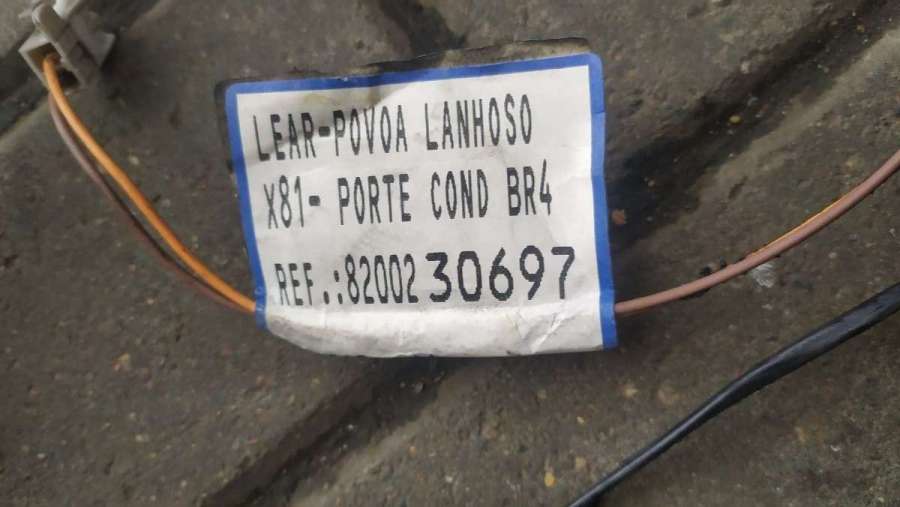 LEAR-POVOA LANHOSO
X81- PORTE COND BR4
REF.:8200230697